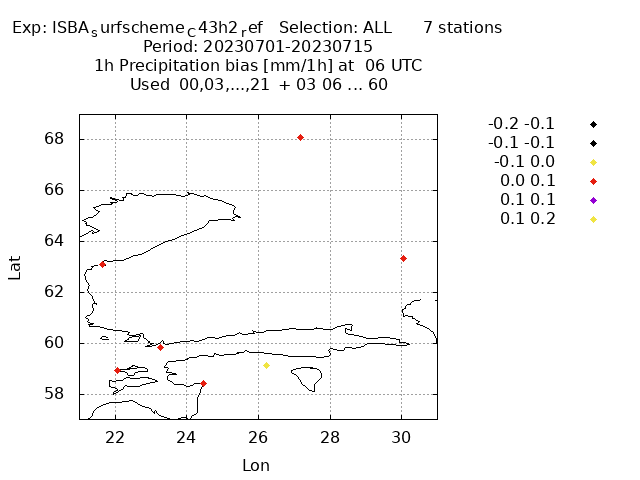 Exp: ISBA_surfscheme_C43h2_ref   Selection: ALL      7 stations
Period: 20230701-20230715
1h Precipitation bias [mm/1h] at  06 UTC
Used  00,03,...,21  + 03 06 ... 60
-0.2 -0.1
-0.1 -0.1
-0.1 0.0
0.0 0.1
0.1 0.1
0.1 0.2
68
66
64
62
60
58
Lat
22 24 26 28 30
Lon